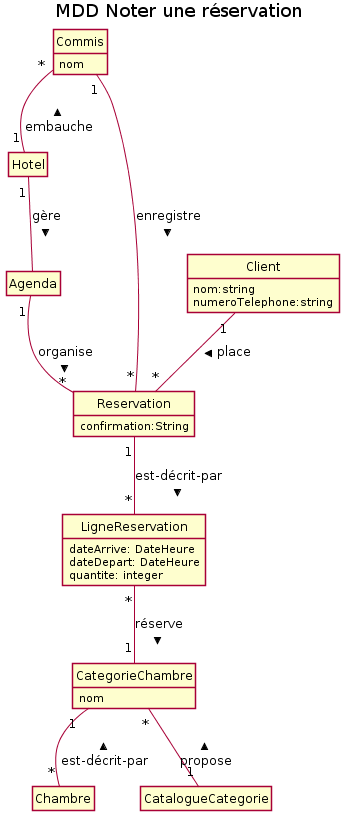 MDD Noter une réservation
Commis
nom
*
1
1
embauche
Hotel
1
gère
enregistre
Agenda
1
Client
nom:string
numeroTelephone:string
1
organise
place
*
*
*
Reservation
confirmation:String
1
est-décrit-par
*
LigneReservation
dateArrive: DateHeure
dateDepart: DateHeure
quantite: integer
*
réserve
1
CategorieChambre
nom
1
*
est-décrit-par
propose
*
1
Chambre
CatalogueCategorie